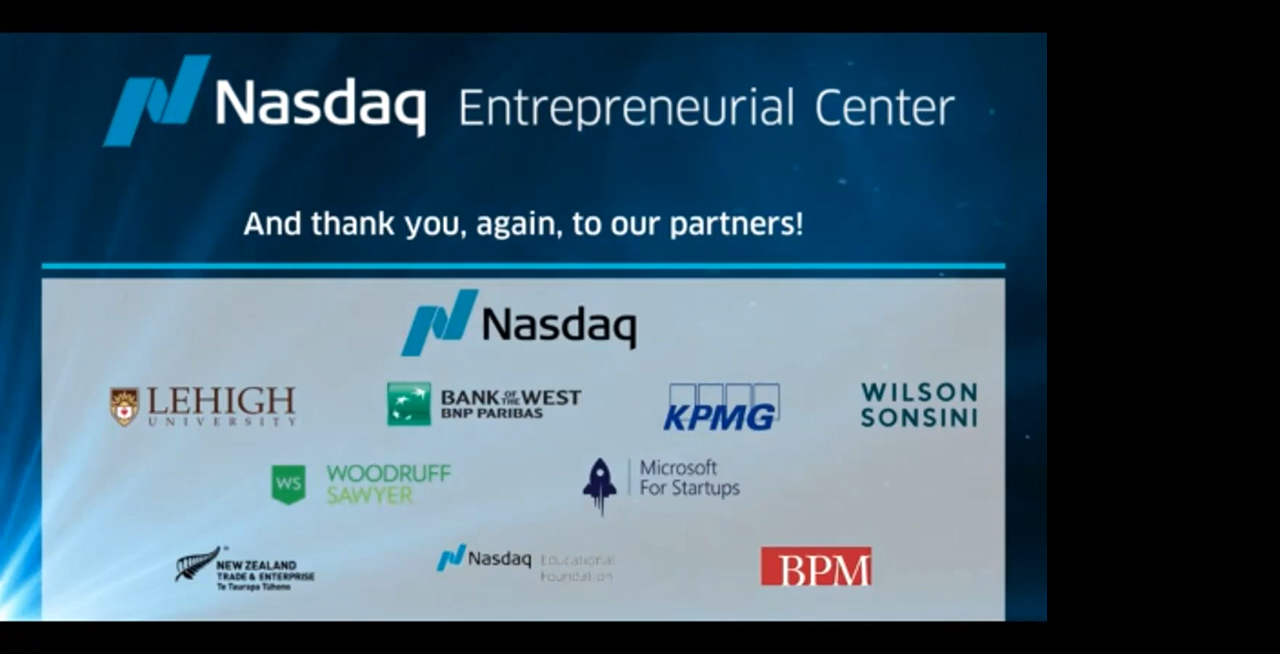 Nasdaq Entrepreneurial Center
And thank you, again, to our partners!
Nasdaq
LEHIGH
UNIVERSITY
BANK OF THE WEST
BNP PARIBAS
KPMG
WILSON
SONSINI
WS
WOODRUFF
SAWYER
Microsoft
For Startups
NEW ZEALAND
TRADE & ENTERPRISE
Te Taurapa Tūhono
Nasdaq Educational
Foundation
BPM